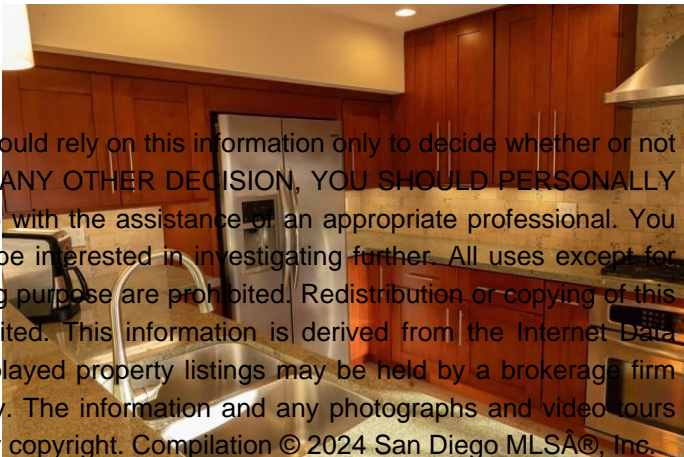 ould rely on this information only to decide whether or not
ANY OTHER DECISION, YOU SHOULD PERSONALLY
with the assistance of an appropriate professional. You
be interested in investigating further. All uses except for
g purpose are prohibited. Redistribution or copying of this
ited. This information is derived from the Internet Data
layed property listings may be held by a brokerage firm
y. The information and any photographs and video tours
copyright. Compilation © 2024 San Diego MLSÂ®, Inc.